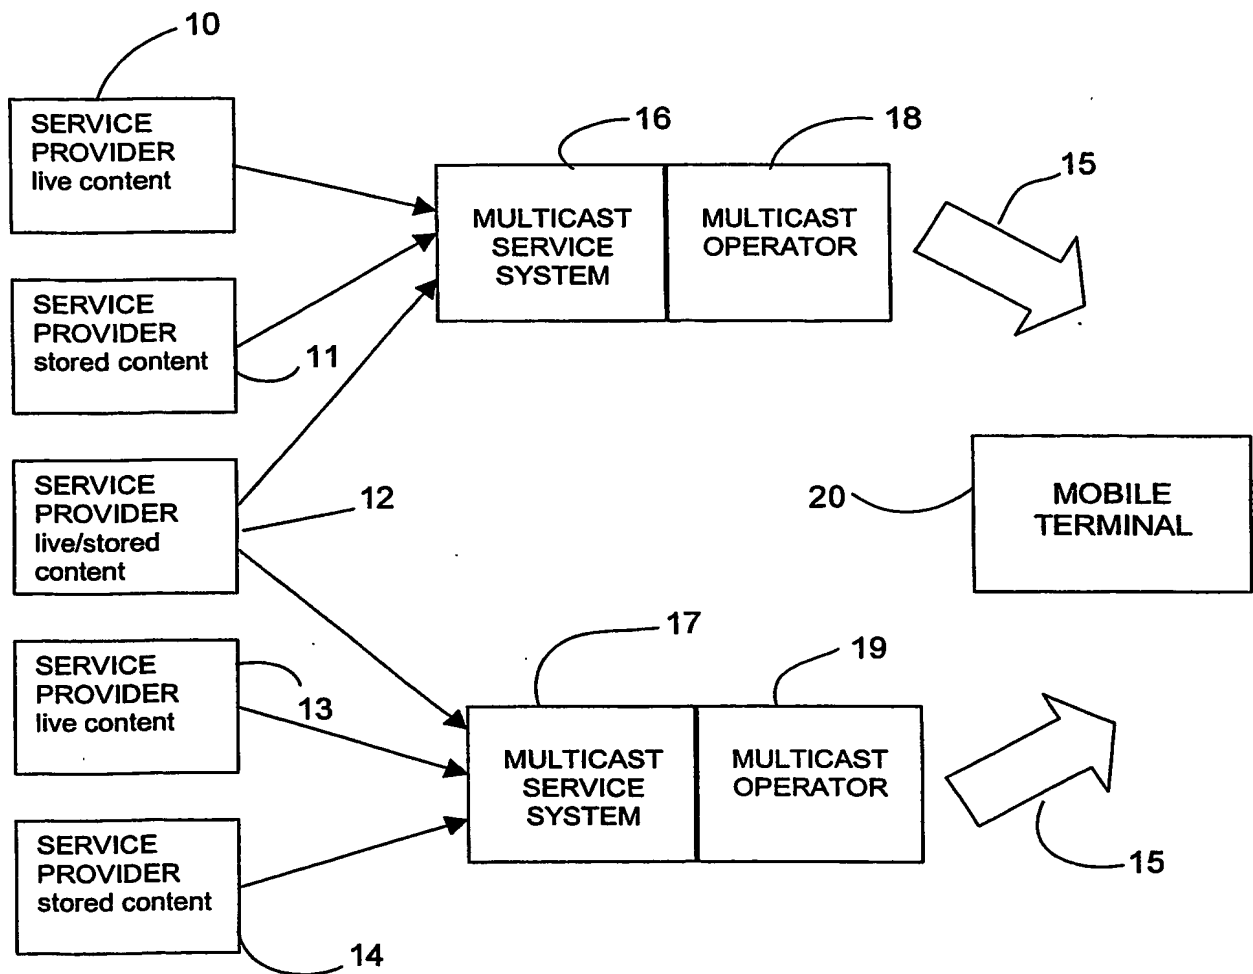 10
SERVICE
PROVIDER
live content
16
18
15
MULTICAST
SERVICE
SYSTEM
MULTICAST
OPERATOR
SERVICE
PROVIDER
stored content
11
SERVICE
PROVIDER
live/stored
content
12
20
MOBILE
TERMINAL
SERVICE
PROVIDER
live content
13
17
19
MULTICAST
SERVICE
SYSTEM
MULTICAST
OPERATOR
15
SERVICE
PROVIDER
stored content
14